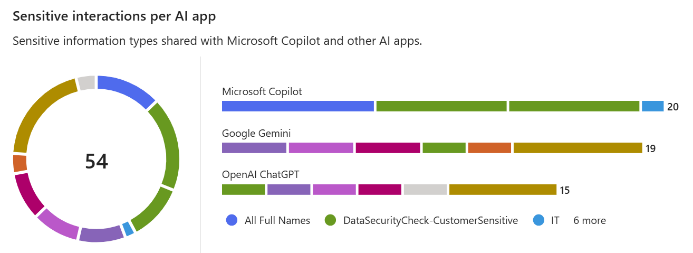 Sensitive interactions per AI app
Sensitive information types shared with Microsoft Copilot and other AI apps.
54
Microsoft Copilot
20
Google Gemini
19
OpenAI ChatGPT
15
All Full Names
DataSecurityCheck-CustomerSensitive
IT
6 more